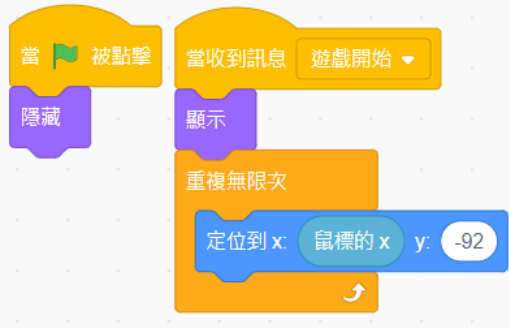 當 被點擊
隱藏
當收到訊息 遊戲開始
顯示
重複無限次
定位到 x: 鼠標的 x y: -92